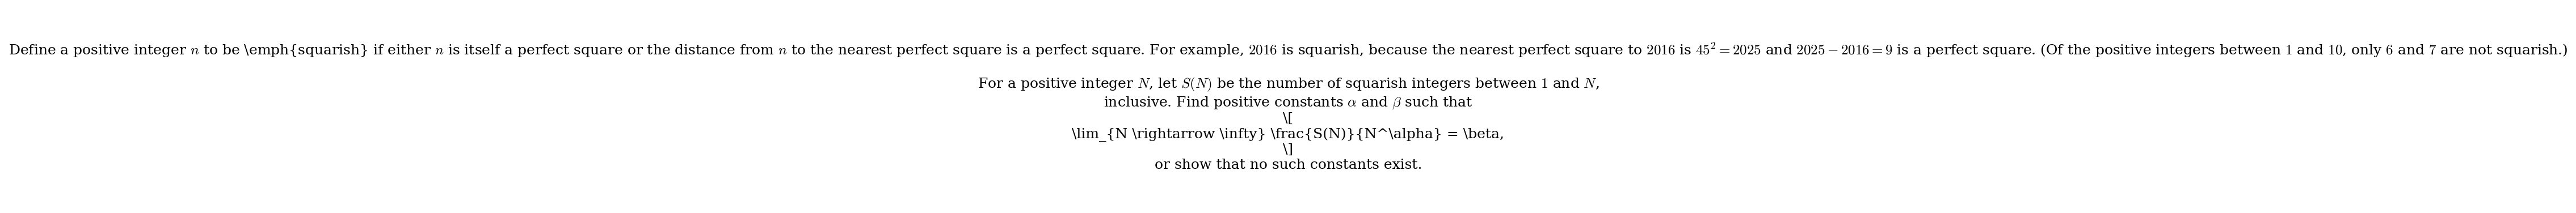 Define a positive integer $n$ to be \emph{squarish} if either $n$ is itself a perfect square or the distance from $n$ to the nearest perfect square is a perfect square. For example, $2016$ is squarish, because the nearest perfect square to $2016$ is $45^2 = 2025$ and $2025 - 2016 = 9$ is a perfect square. (Of the positive integers between $1$ and $10$, only $6$ and $7$ are not squarish.)
For a positive integer $N$, let $S(N)$ be the number of squarish integers between $1$ and $N$,
inclusive. Find positive constants $\alpha$ and $\beta$ such that
\[
\lim_{N \rightarrow \infty} \frac{S(N)}{N^\alpha} = \beta,
\]
or show that no such constants exist.